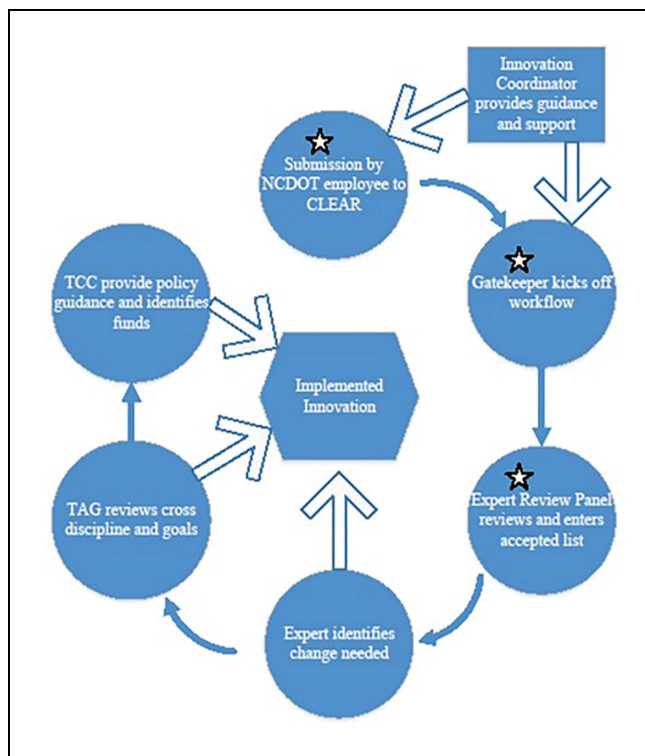 Innovation
Coordinator
provides guidance
and support
Submission by
NCDOT employee to
CLEAR
Gatekeeper kicks off
workflow
TCC provide policy
guidance and identifies
funds
Implemented
Innovation
Expert Review Panel
reviews and enters
accepted list
TAG reviews cross
discipline and goals
Expert identifies
change needed